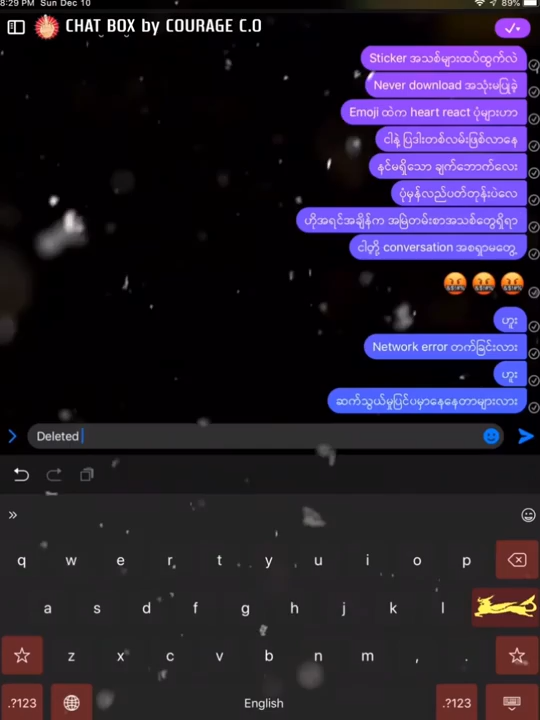 8:29 PM Sun Dec 10
89%
CHAT BOX by COURAGE C.O
Sticker အသစ်များထပ်ထွက်လဲ
Never download အသုံးမပြုခဲ့
Emoji ထဲက heart react ပုံများဟာ
ငါနဲ့ ပြဒါးတစ်လမ်းဖြစ်လာနေ
နင်မရှိသော ချက်ဘောက်လေး
ပုံမှန်လည်ပတ်တုန်းပဲလေ
ဟိုအရင်အချိန်က အမြဲတမ်းစာအသစ်တွေရှိရာ
ငါတို့ conversation အစရှာမတွေ့
ဟူး
Network error တက်ခြင်းလား
ဟူး
ဆက်သွယ်မှုပြင်ပမှာနေနေတာများလား
Deleted
q w e r t y u i o p
a s d f g h j k l
z x c v b n m , .
.?123 English .?123